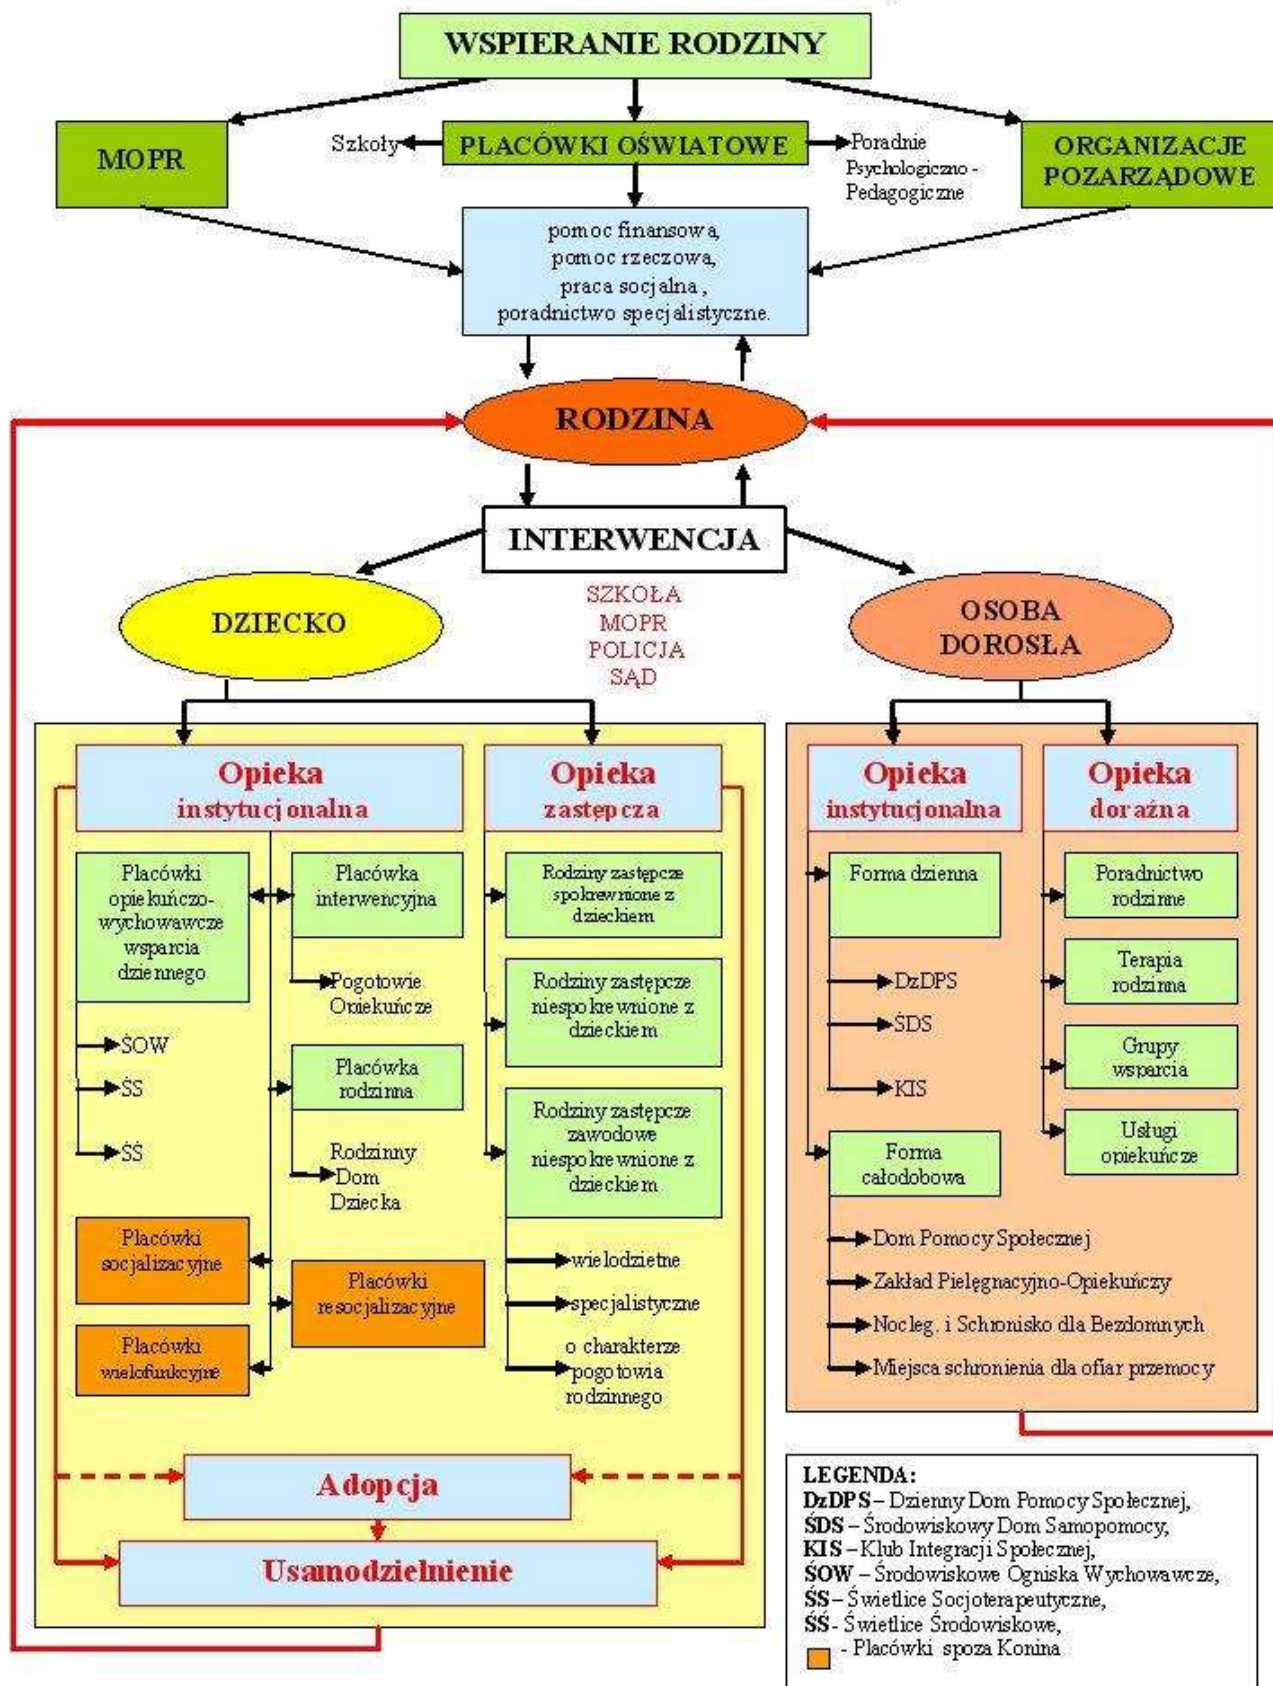 WSPIERANIE RODZINY
MOPR
Szkoły
PLACÓWKI OŚWIATOWE
Poradnie
Psychologiczno -
Pedagogiczne
ORGANIZACJE
POZARZĄDOWE
pomoc finansowa,
pomoc rzeczowa,
praca socjalna ,
poradnictwo specjalistyczne.
RODZINA
INTERWENCJA
SZKOŁA
MOPR
POLICJA
SĄD
DZIECKO
OSOBA
DOROSŁA
Opieka
instytucjonalna
Opieka
zastępcza
Placówki
opiekuńczo-
wychowawcze
wsparcia
dziennego
ŚOW
ŚS
ŚŚ
Placówki
socjalizacyjne
Placówki
wielofunkcyjne
Placówka
interwencyjna
Pogotowie
Opiekuńcze
Placówka
rodzinna
Rodzinny
Dom
Dziecka
Placówki
resocjalizacyjne
Rodziny zastępcze
spokrewnione z
dzieckiem
Rodziny zastępcze
niespokrewnione z
dzieckiem
Rodziny zastępcze
zawodowe
niespokrewnione z
dzieckiem
wielodzietne
specjalistyczne
o charakterze
pogotowia
rodzinnego
Adopcja
Usamodzielnienie
Opieka
instytucjonalna
Opieka
doraźna
Forma dzienna
DzDPS
ŚDS
KIS
Forma
całodobowa
Dom Pomocy Społecznej
Zakład Pielęgnacyjno-Opiekuńczy
Nocleg. i Schronisko dla Bezdomnych
Miejsca schronienia dla ofiar przemocy
Poradnictwo
rodzinne
Terapia
rodzinna
Grupy
wsparcia
Usługi
opiekuńcze
LEGENDA:
DzDPS – Dzienny Dom Pomocy Społecznej,
ŚDS – Środowiskowy Dom Samopomocy,
KIS – Klub Integracji Społecznej,
ŚOW – Środowiskowe Ogniska Wychowawcze,
ŚS – Świetlice Socjoterapeutyczne,
ŚŚ - Świetlice Środowiskowe,
- Placówki spoza Konina